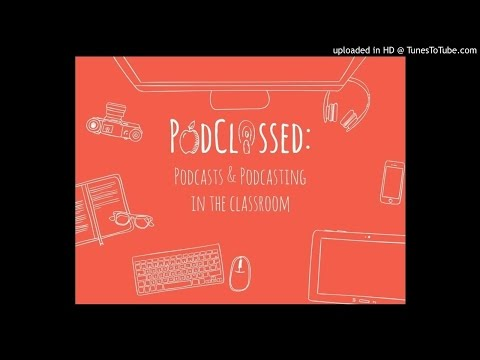 uploaded in HD @ TunesToTube.com
PodClassed:
Podcasts & Podcasting
in the classroom